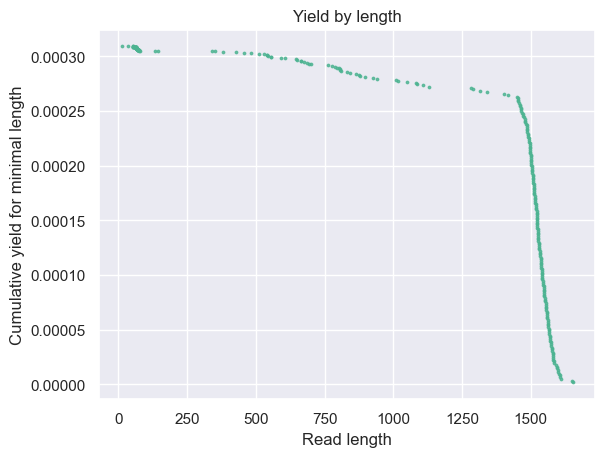 Yield by length
Cumulative yield for minimal length
0.00030
0.00025
0.00020
0.00015
0.00010
0.00005
0.00000
0 250 500 750 1000 1250 1500
Read length